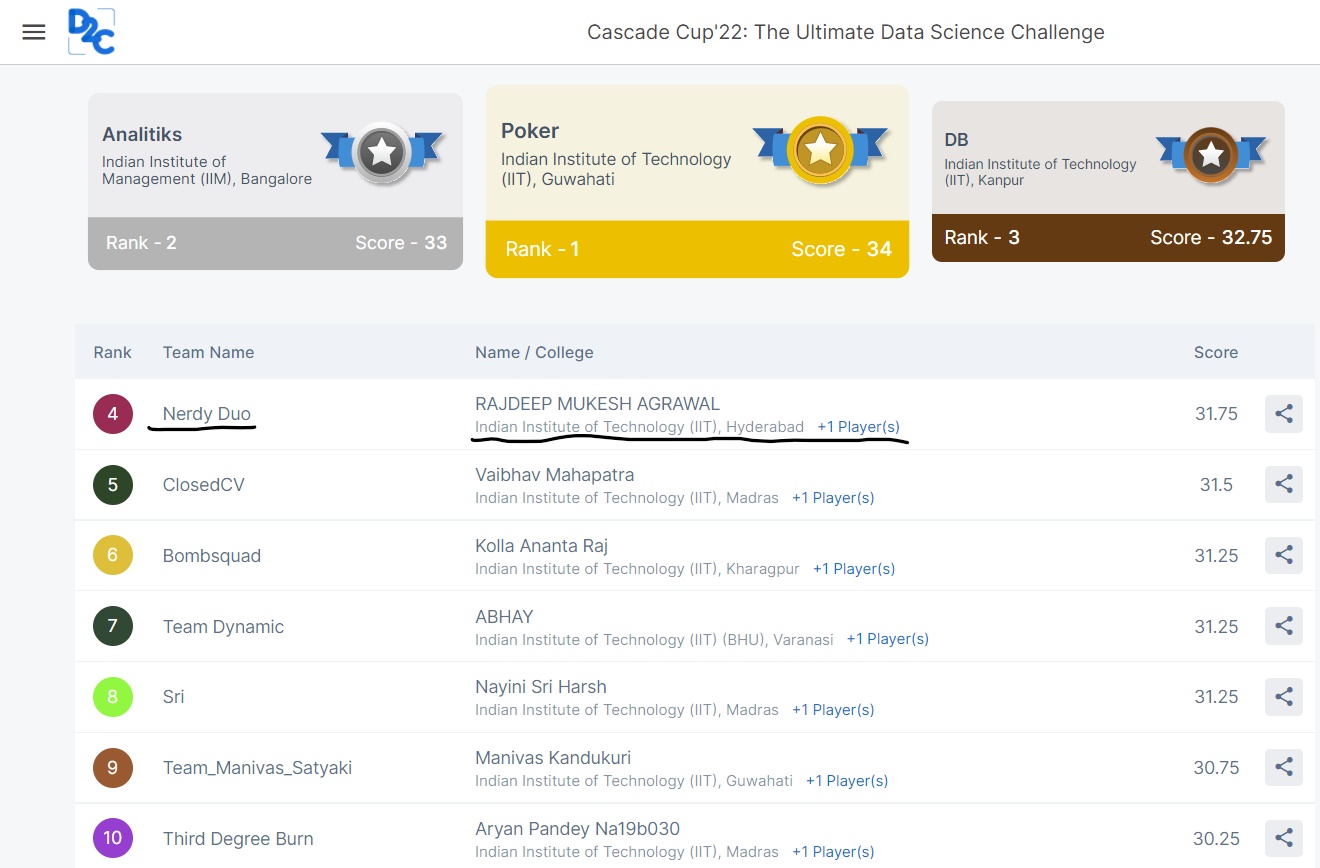 D2C
Cascade Cup'22: The Ultimate Data Science Challenge
Analitiks
Indian Institute of
Management (IIM), Bangalore
Rank - 2
Score - 33
Poker
Indian Institute of Technology
(IIT), Guwahati
Rank - 1
Score - 34
DB
Indian Institute of Technology
(IIT), Kanpur
Rank - 3
Score - 32.75
Rank Team Name Name / College Score
4 Nerdy Duo RAJDEEP MUKESH AGRAWAL 31.75
Indian Institute of Technology (IIT), Hyderabad +1 Player(s)
5 ClosedCV Vaibhav Mahapatra 31.5
Indian Institute of Technology (IIT), Madras +1 Player(s)
6 Bombsquad Kolla Ananta Raj 31.25
Indian Institute of Technology (IIT), Kharagpur +1 Player(s)
7 Team Dynamic ABHAY 31.25
Indian Institute of Technology (IIT) (BHU), Varanasi +1 Player(s)
8 Sri Nayini Sri Harsh 31.25
Indian Institute of Technology (IIT), Madras +1 Player(s)
9 Team_Manivas_Satyaki Manivas Kandukuri 30.75
Indian Institute of Technology (IIT), Guwahati +1 Player(s)
10 Third Degree Burn Aryan Pandey Na19b030 30.25
Indian Institute of Technology (IIT), Madras +1 Player(s)